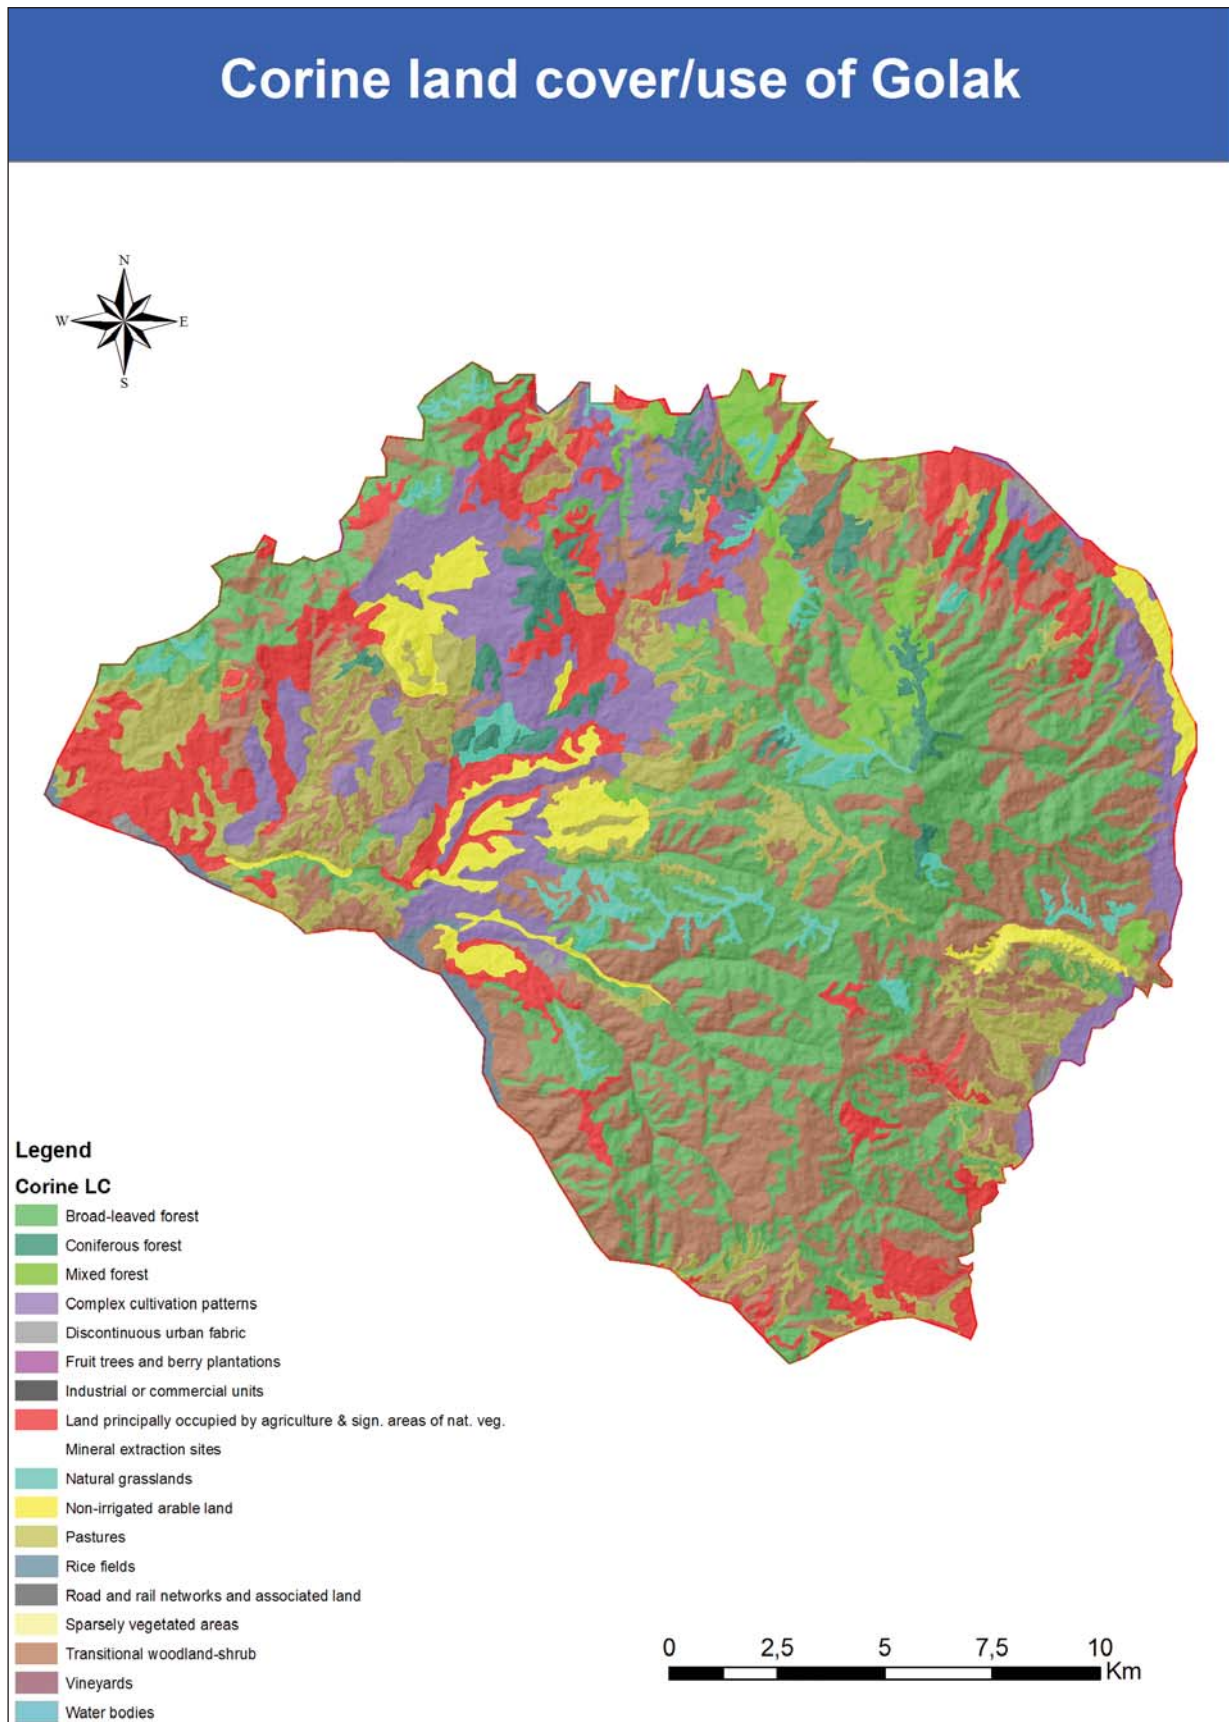 Corine land cover/use of Golak
N
W
E
S
Legend
Corine LC
Broad-leaved forest
Coniferous forest
Mixed forest
Complex cultivation patterns
Discontinuous urban fabric
Fruit trees and berry plantations
Industrial or commercial units
Land principally occupied by agriculture & sign. areas of nat. veg.
Mineral extraction sites
Natural grasslands
Non-irrigated arable land
Pastures
Rice fields
Road and rail networks and associated land
Sparsely vegetated areas
Transitional woodland-shrub
Vineyards
Water bodies
0 2,5 5 7,5 10
Km